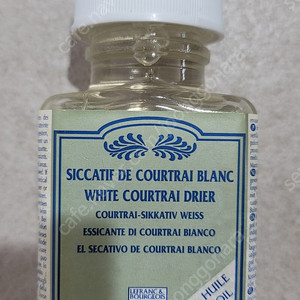 SICCATIF DE COURTRAI BLANC
WHITE COURTRAI DRIER
COURTRAI-SIKKATIV WEISS
ESSICANTE DI COURTRAI BIANCO
EL SECATIVO DE COURTRAI BLANCO
LEFRANC &
BOURGEOIS
HUILE
OIL